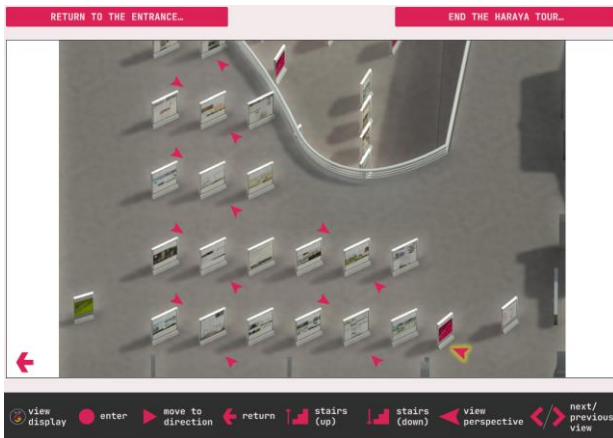 RETURN TO THE ENTRANCE…
END THE HARAYA TOUR…
view
display
enter
move to
direction
return
stairs
(up)
stairs
(down)
view
perspective
next/
previous
view